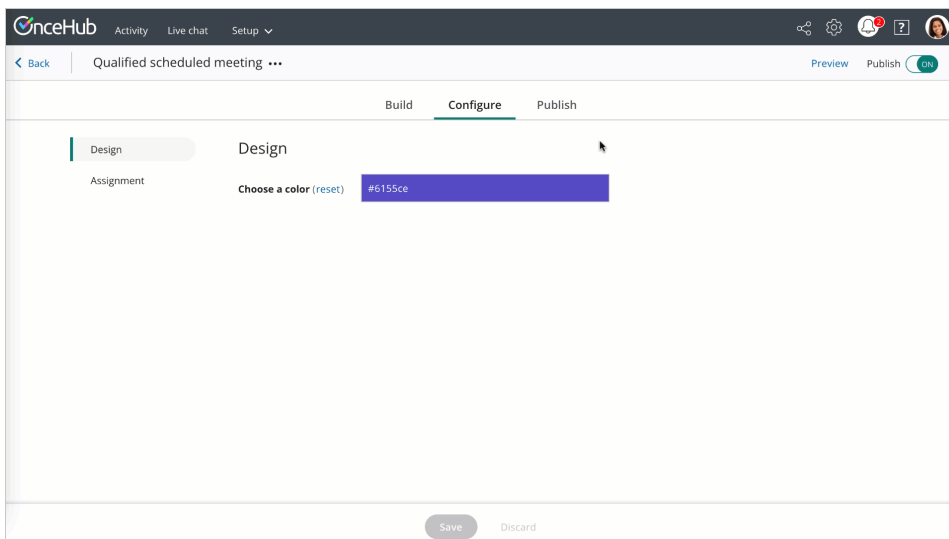 OnceHub Activity Live chat Setup 2 ?
Back Qualified scheduled meeting ••• Preview Publish ON
Build Configure Publish
Design Design
Assignment
Choose a color (reset) #6155ce
Save Discard